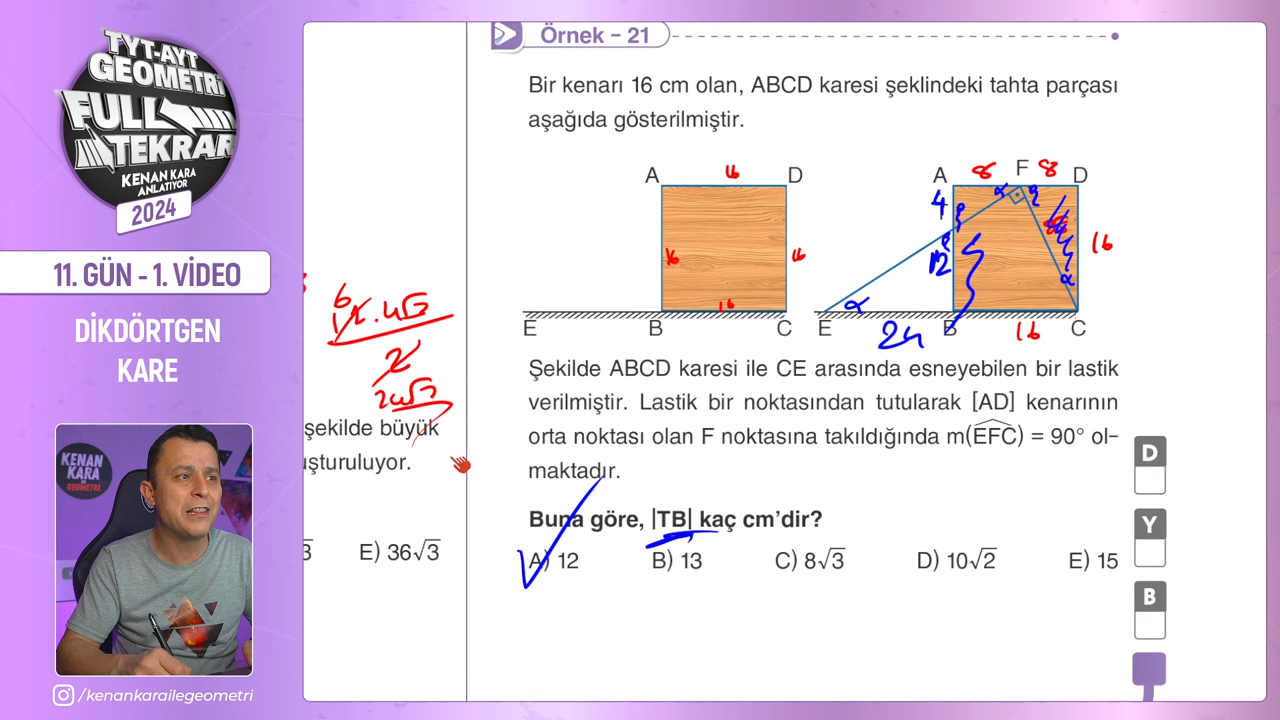 TYT-AYT
GEOMETRİ
FULL
TEKRAR
KENAN KARA
ANLATIYOR
2024
11. GÜN - 1. VİDEO
DİKDÖRTGEN
KARE
KENAN
KARA
GEOMETRİ
/kenankarailegeometri
6
2
şekilde büyük
uşturuluyor.
E) 36√3
Örnek – 21
Bir kenarı 16 cm olan, ABCD karesi şeklindeki tahta parçası
aşağıda gösterilmiştir.
A 16 D
16 16
16
E B C
A 8 F 8 D
4
α
12 16
α
α
E B C
24 16
Şekilde ABCD karesi ile CE arasında esneyebilen bir lastik
verilmiştir. Lastik bir noktasından tutularak [AD] kenarının
orta noktası olan F noktasına takıldığında m(EFC) = 90° ol-
maktadır.
Buna göre, |TB| kaç cm'dir?
A) 12 B) 13 C) 8√3 D) 10√2 E) 15
D
Y
B